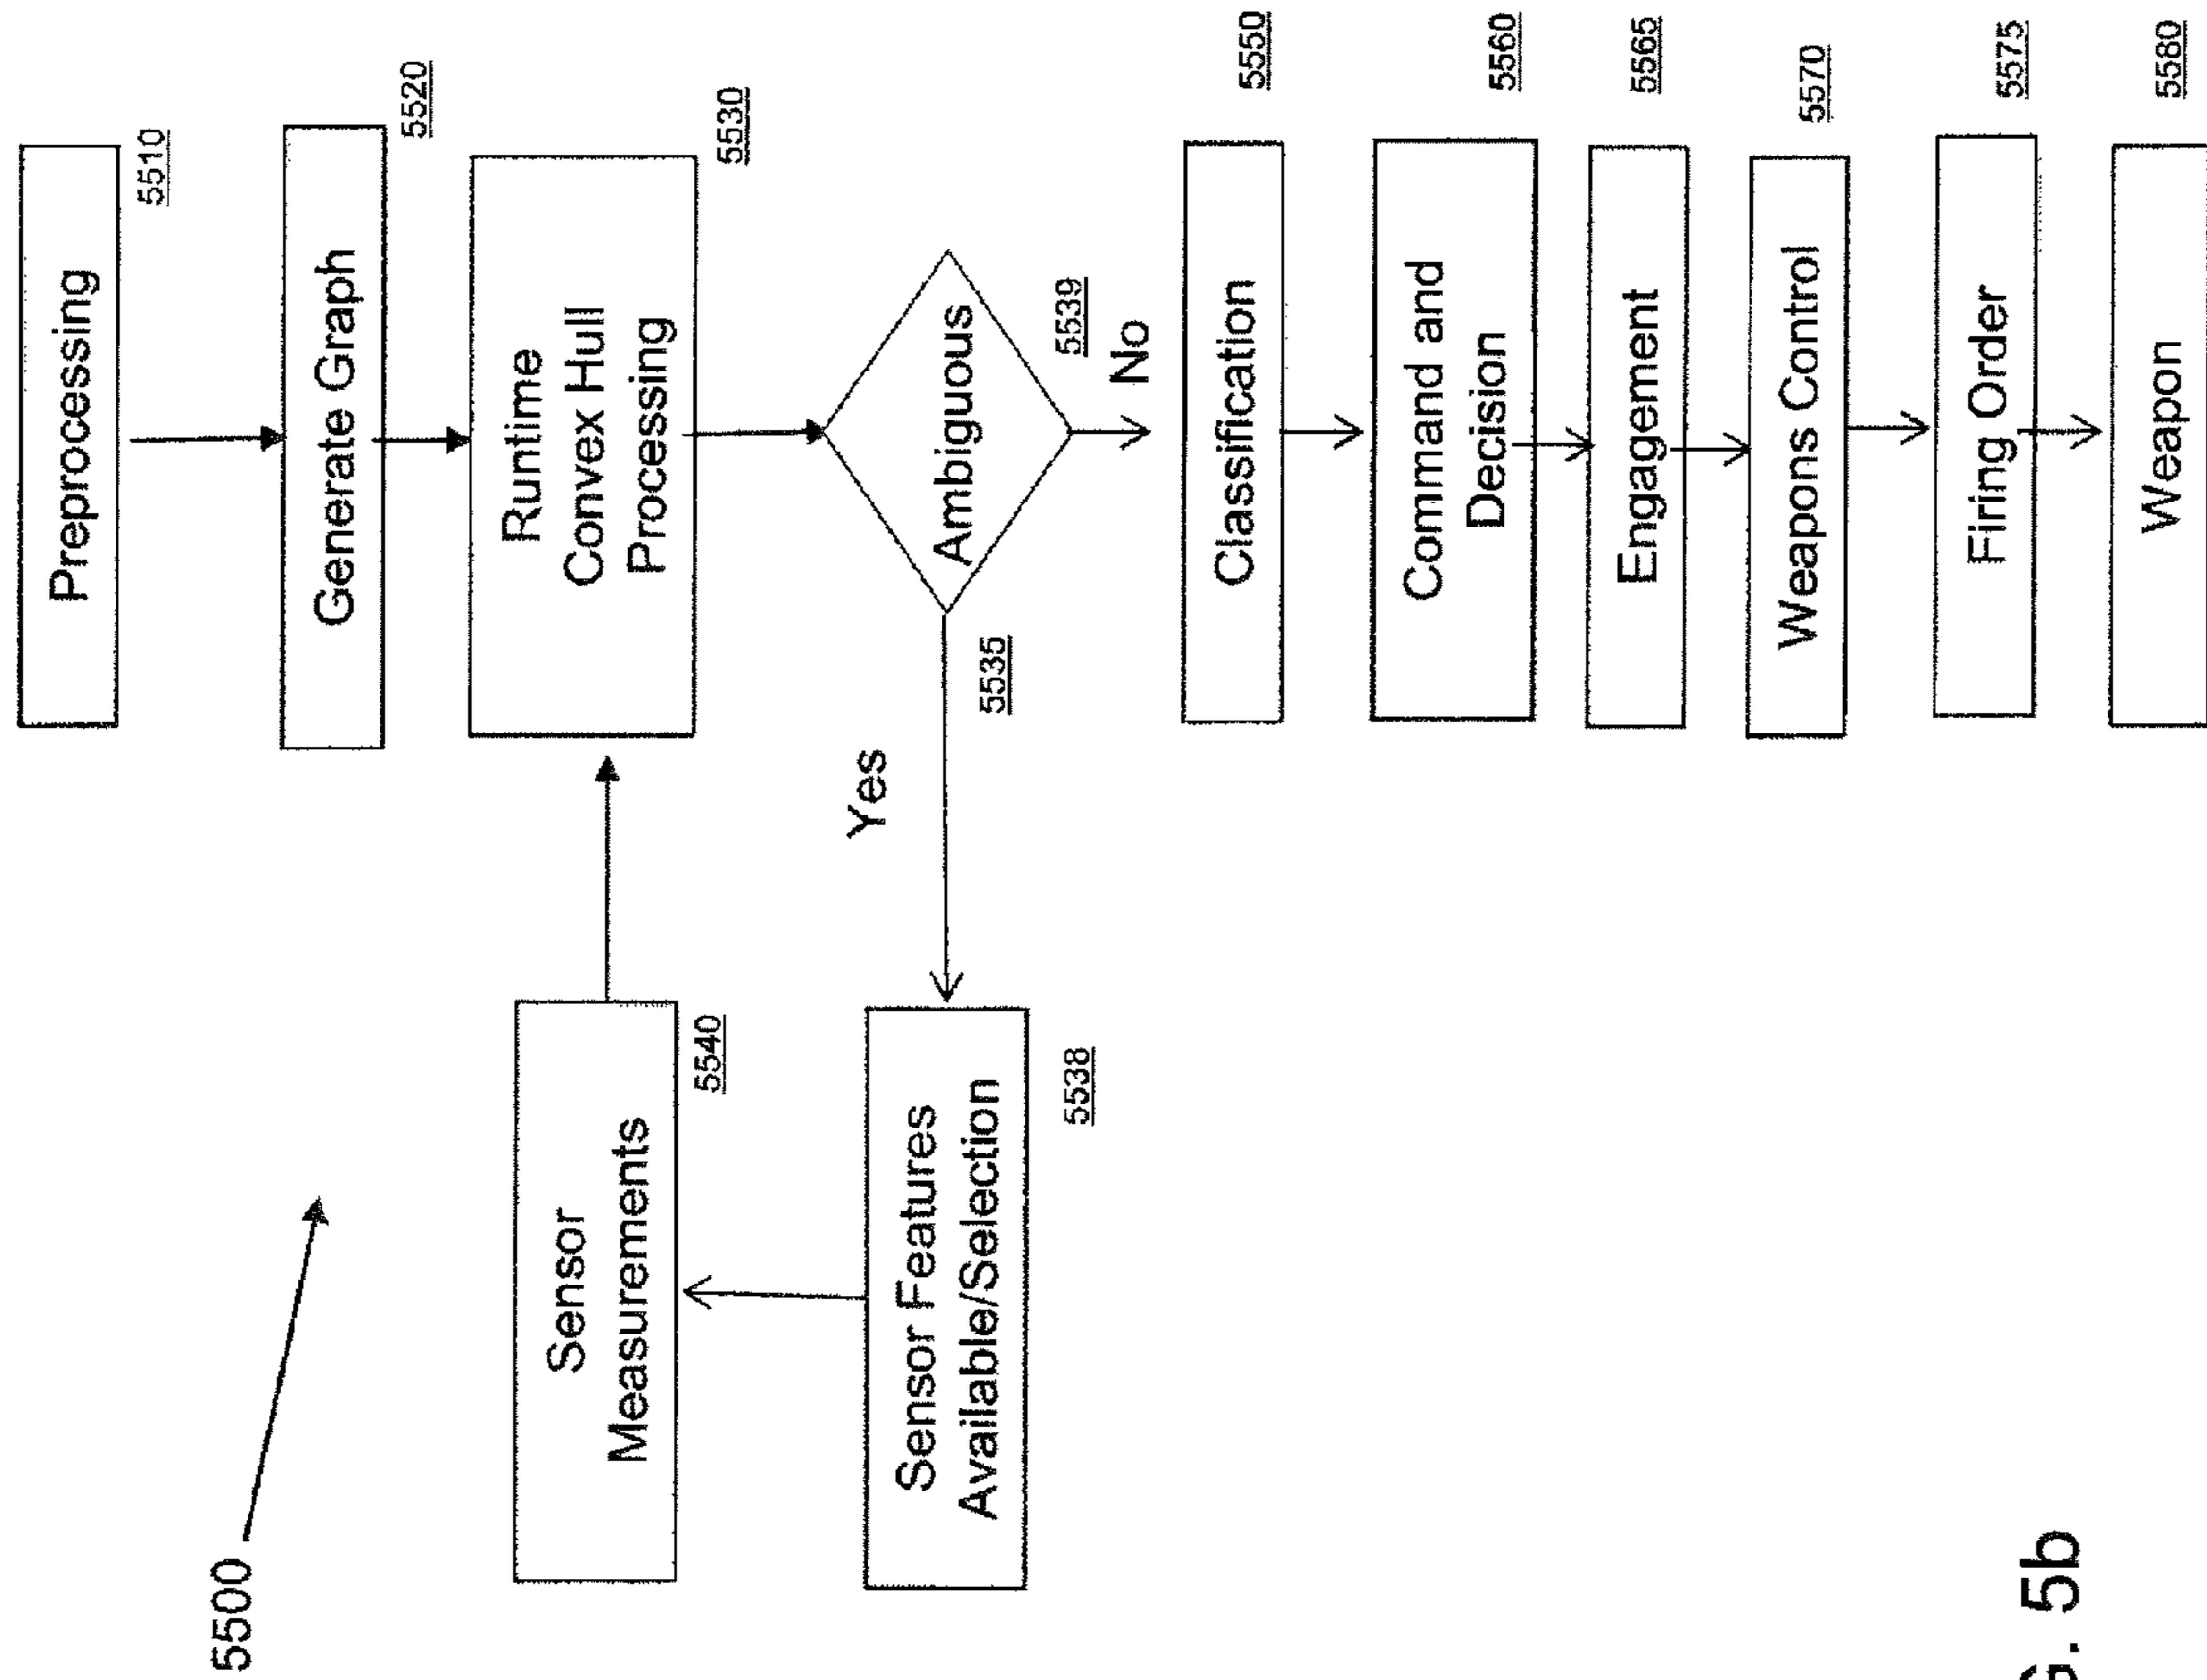 5500
Preprocessing
5510
Generate Graph
5520
Runtime
Convex Hull
Processing
5530
Sensor
Measurements
5540
Ambiguous
5539
Yes
5535
No
Sensor Features
Available/Selection
5538
Classification
5550
Command and
Decision
5560
Engagement
5565
Weapons Control
5570
Firing Order
5575
Weapon
5580
5b